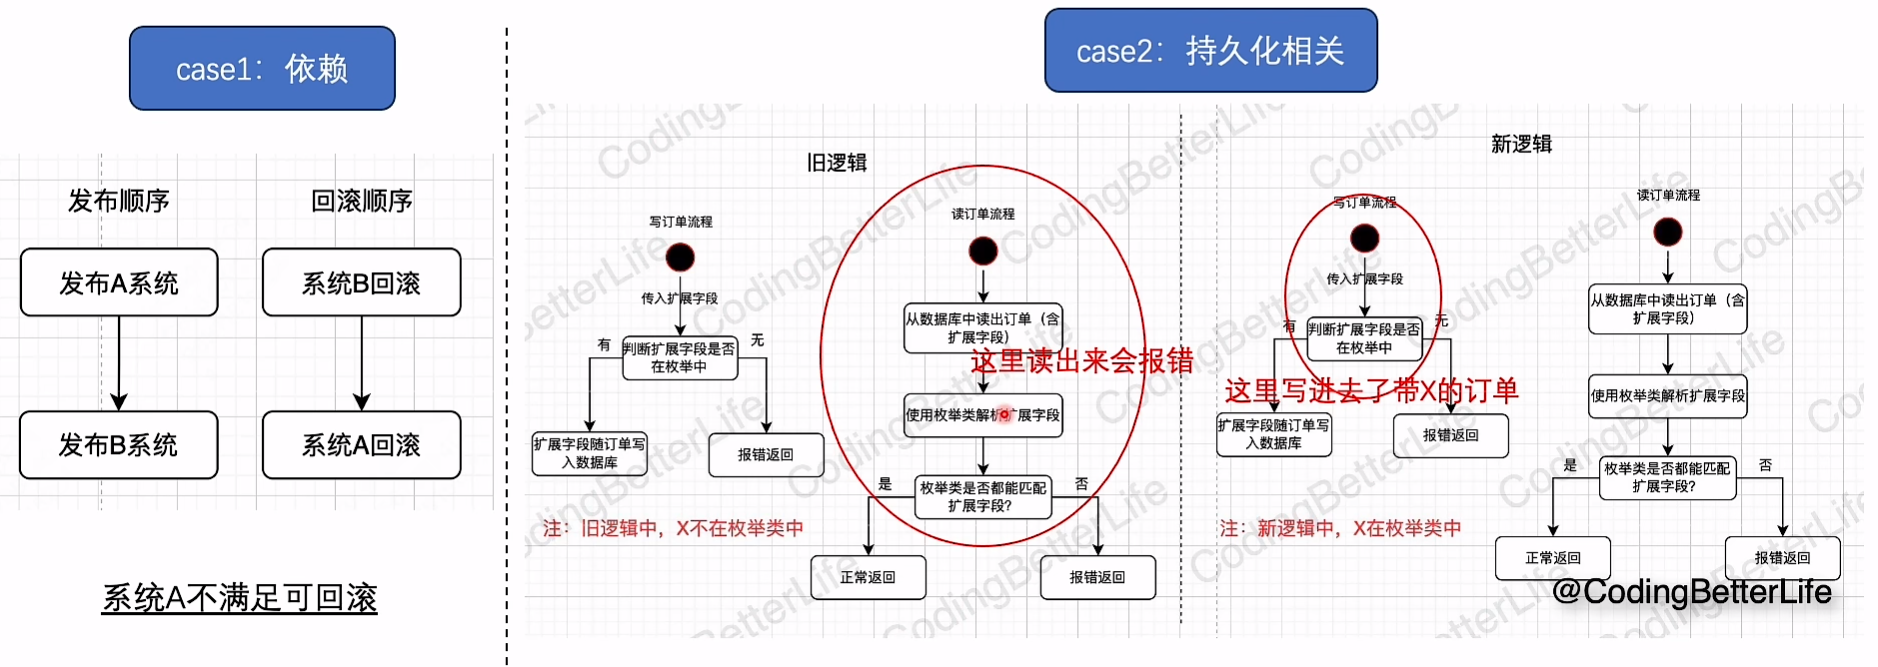 case1：依赖
发布顺序
回滚顺序
发布A系统
系统B回滚
发布B系统
系统A回滚
系统A不满足可回滚
case2：持久化相关
旧逻辑
写订单流程
传入扩展字段
判断扩展字段是否
在枚举中
有
无
扩展字段随订单写
入数据库
报错返回
注：旧逻辑中，X不在枚举类中
读订单流程
从数据库中读出订单（含
扩展字段）
这里读出来会报错
使用枚举类解析扩展字段
枚举类是否都能匹配
扩展字段？
是
否
正常返回
报错返回
新逻辑
写订单流程
传入扩展字段
判断扩展字段是否
在枚举中
有
无
这里写进去了带X的订单
扩展字段随订单写
入数据库
报错返回
注：新逻辑中，X在枚举类中
读订单流程
从数据库中读出订单（含
扩展字段）
使用枚举类解析扩展字段
枚举类是否都能匹配
扩展字段？
是
否
正常返回
报错返回
@CodingBetterLife
CodingBetterLife